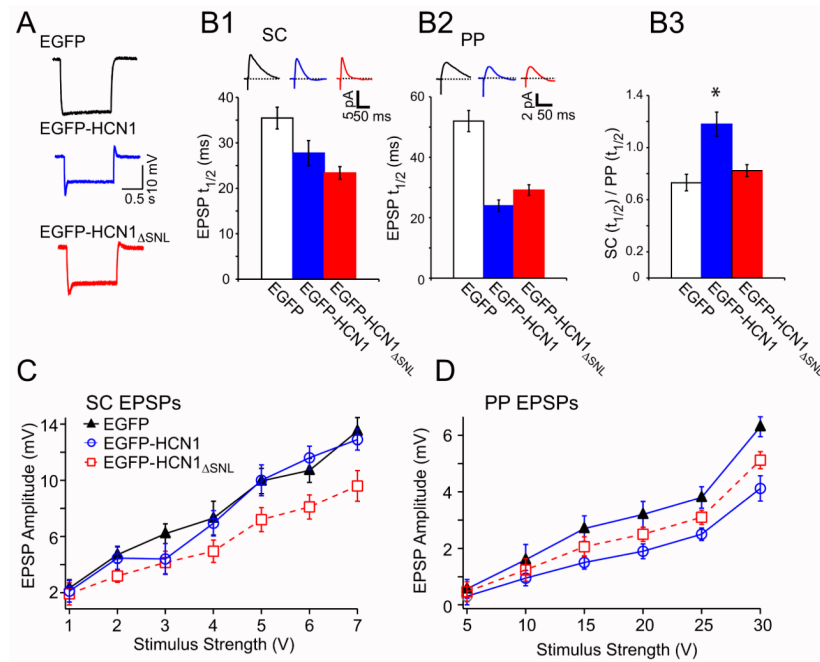 A
EGFP
EGFP-HCN1
0.5 s
10 mV
EGFP-HCN1ΔSNL
B1
SC
5 pA
50 ms
EPSP t1/2 (ms)
40
30
20
10
0
EGFP
EGFP-HCN1
EGFP-HCN1ΔSNL
B2
PP
2 pA
50 ms
EPSP t1/2 (ms)
60
40
20
0
EGFP
EGFP-HCN1
EGFP-HCN1ΔSNL
B3
*
SC (t1/2) / PP (t1/2)
1.4
1.0
0.6
0.2
0
EGFP
EGFP-HCN1
EGFP-HCN1ΔSNL
C
SC EPSPs
EGFP
EGFP-HCN1
EGFP-HCN1ΔSNL
EPSP Amplitude (mV)
14
10
6
2
1 2 3 4 5 6 7
Stimulus Strength (V)
D
PP EPSPs
EPSP Amplitude (mV)
6
4
2
0
5 10 15 20 25 30
Stimulus Strength (V)